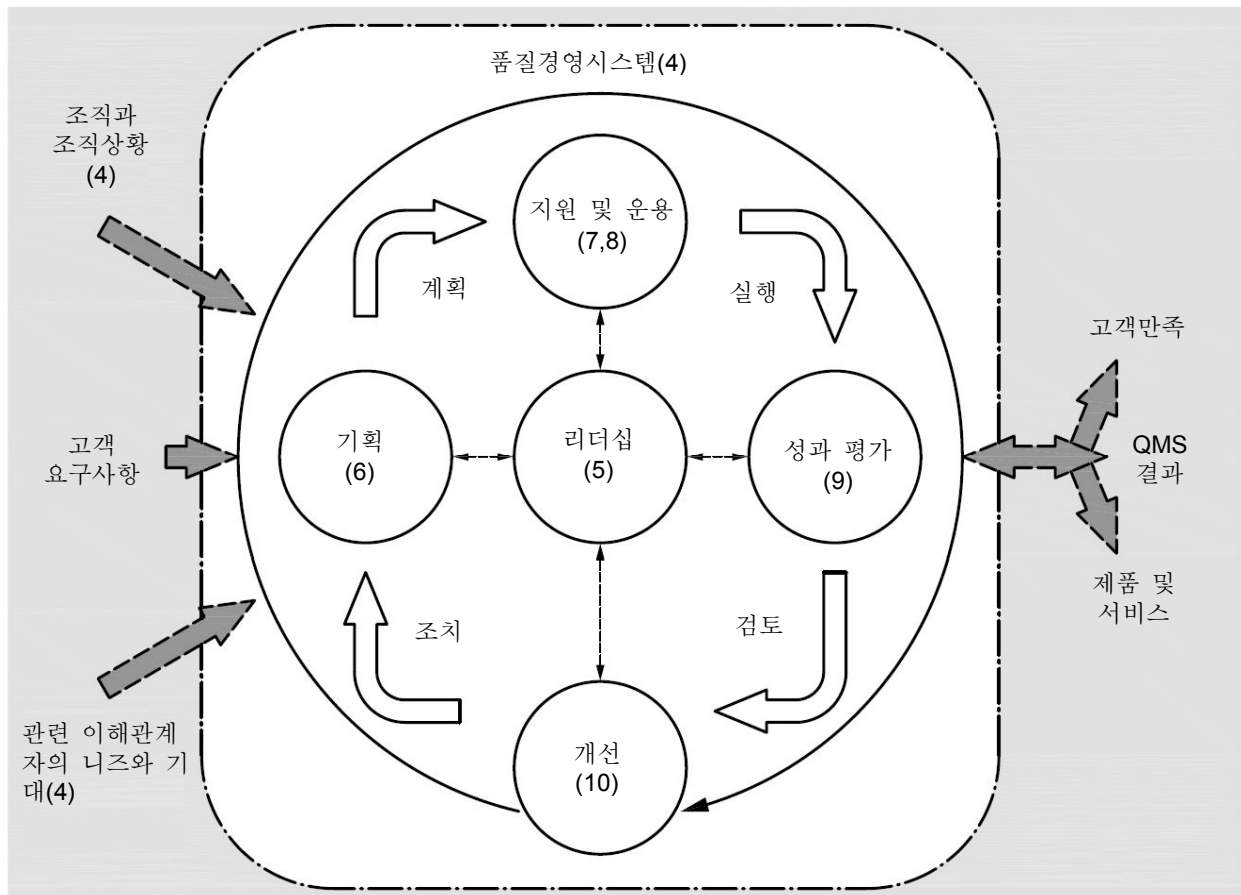 품질경영시스템(4)
조직과
조직상황
(4)
지원 및 운용
(7,8)
계획
실행
고객만족
고객
요구사항
기획
(6)
리더십
(5)
성과 평가
(9)
QMS
결과
조치
검토
제품 및
서비스
관련 이해관계
자의 니즈와 기
대(4)
개선
(10)